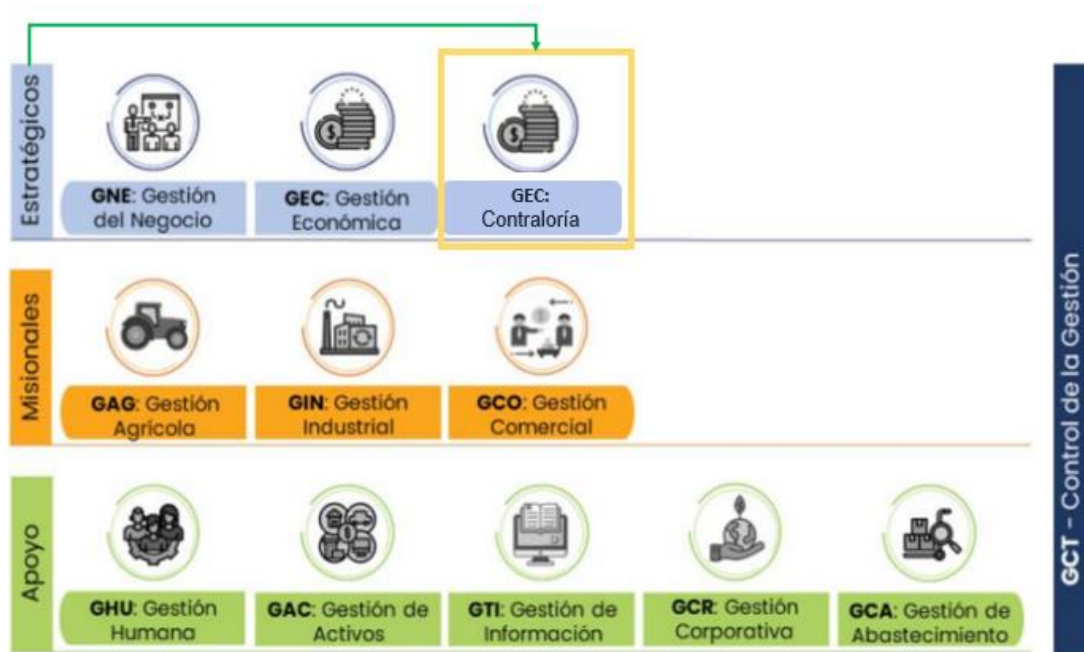 Estratégicos
GNE: Gestión
del Negocio
GEC: Gestión
Económica
GEC:
Contraloría
Misionales
GAG: Gestión
Agrícola
GIN: Gestión
Industrial
GCO: Gestión
Comercial
Apoyo
GHU: Gestión
Humana
GAC: Gestión de
Activos
GTI: Gestión de
Información
GCR: Gestión
Corporativa
GCA: Gestión de
Abastecimiento
GCT - Control de la Gestión